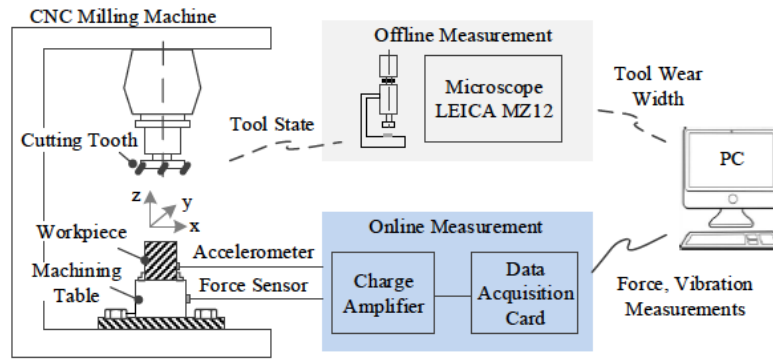 CNC Milling Machine
Cutting Tooth
Tool State
Offline Measurement
Microscope
LEICA MZ12
Tool Wear
Width
PC
z
y
x
Workpiece
Machining
Table
Accelerometer
Force Sensor
Online Measurement
Charge
Amplifier
Data
Acquisition
Card
Force, Vibration
Measurements